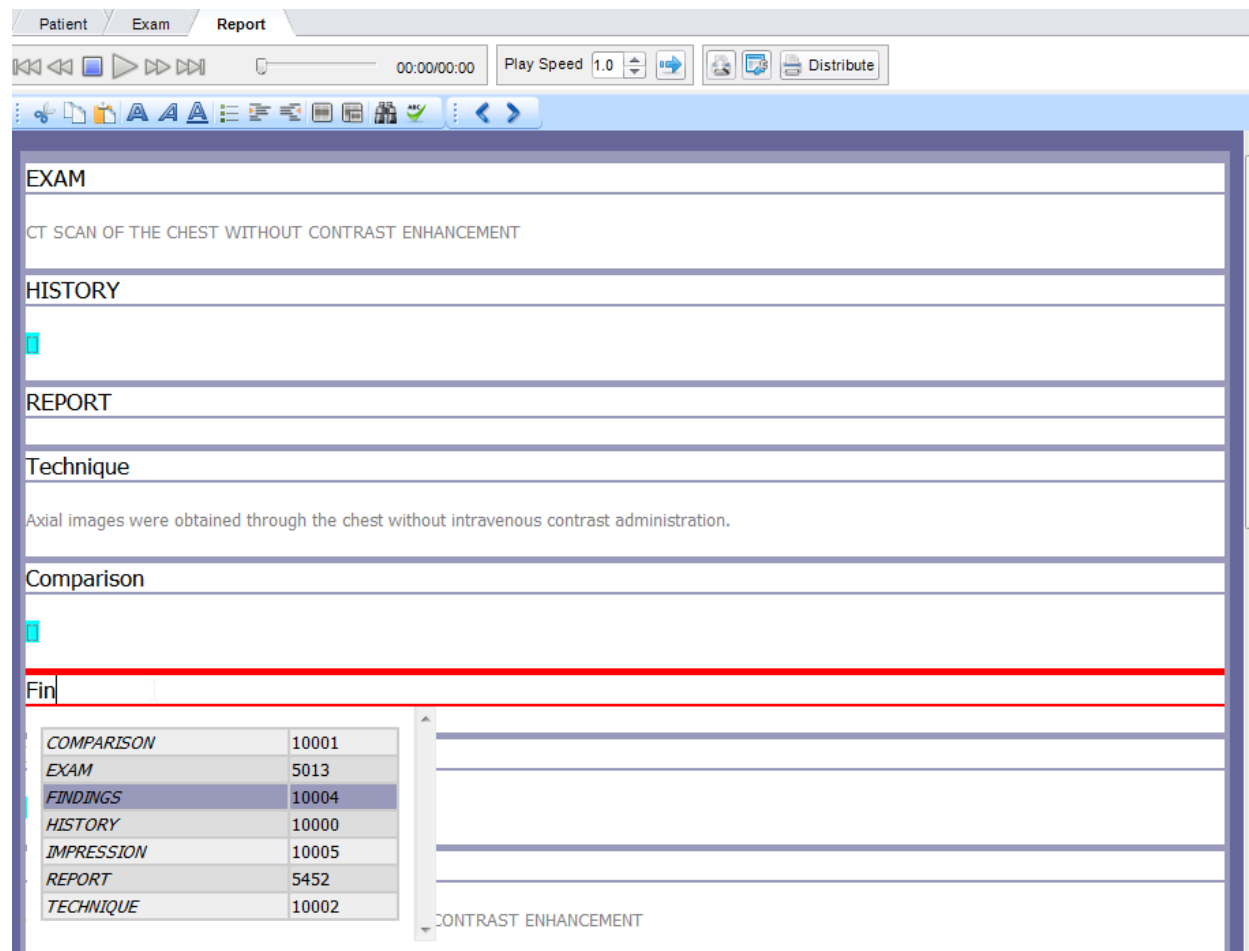 Patient Exam Report
00:00/00:00 Play Speed 1.0 Distribute
A A A ABC
EXAM
CT SCAN OF THE CHEST WITHOUT CONTRAST ENHANCEMENT
HISTORY
[]
REPORT
Technique
Axial images were obtained through the chest without intravenous contrast administration.
Comparison
[]
Fin
COMPARISON 10001
EXAM 5013
FINDINGS 10004
HISTORY 10000
IMPRESSION 10005
REPORT 5452
TECHNIQUE 10002
CONTRAST ENHANCEMENT